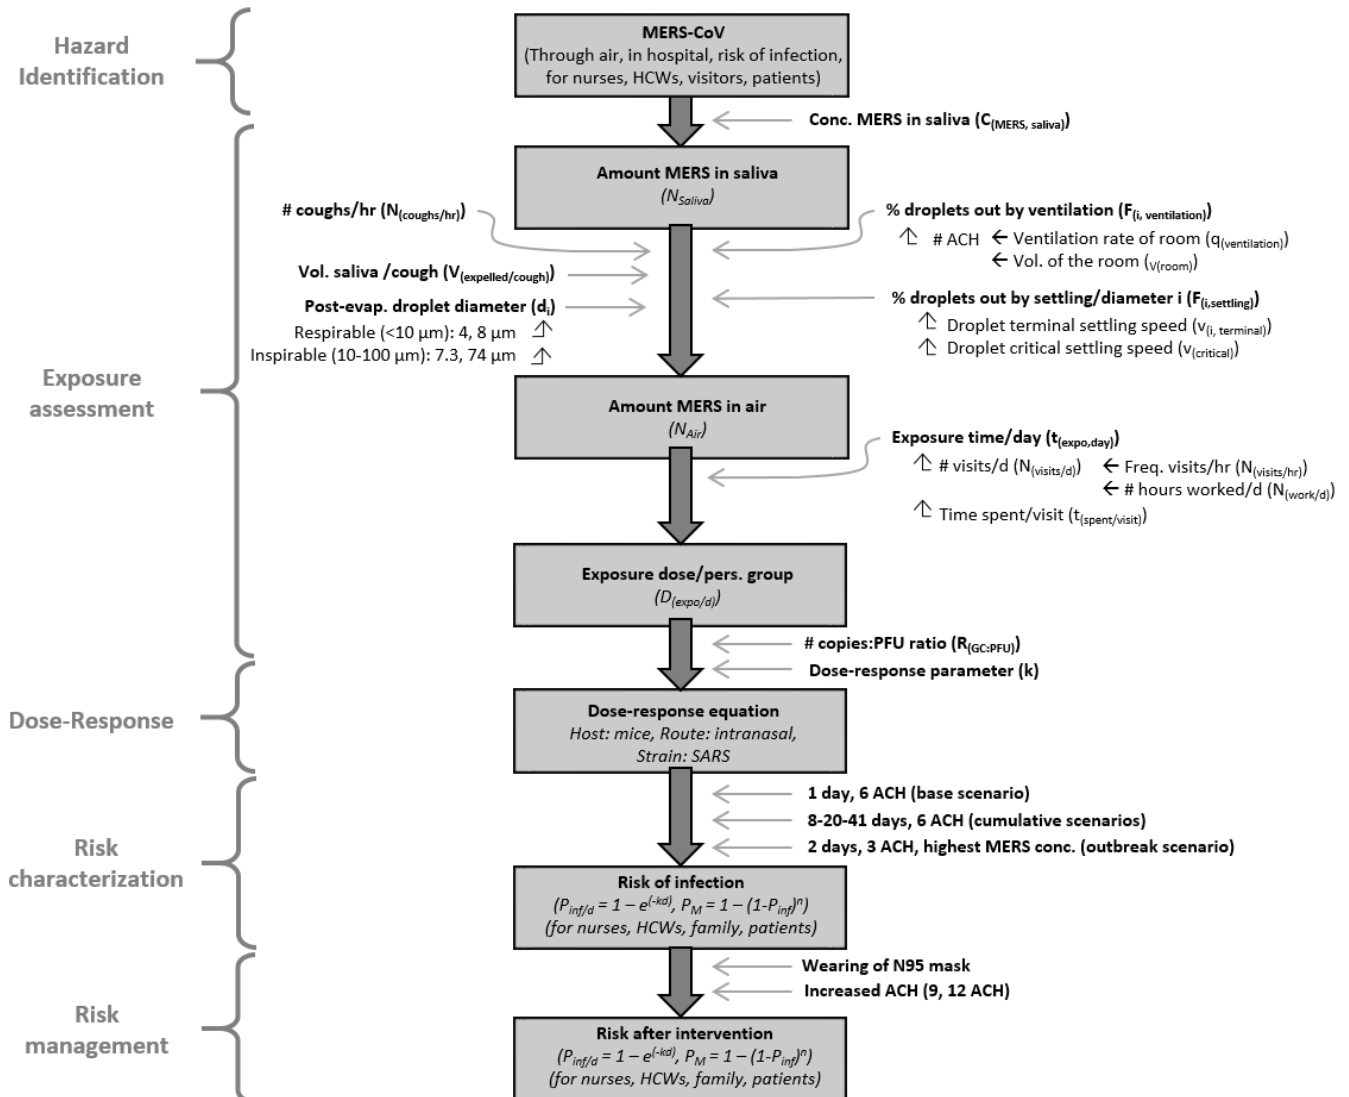 Hazard
Identification
MERS-CoV
(Through air, in hospital, risk of infection,
for nurses, HCWs, visitors, patients)
Conc. MERS in saliva (C(MERS, saliva))
Exposure
assessment
Amount MERS in saliva
(NSaliva)
# coughs/hr (N(coughs/hr))
Vol. saliva /cough (V(expelled/cough))
Post-evap. droplet diameter (di)
Respirable (<10 µm): 4, 8 µm
Inspirable (10-100 µm): 7.3, 74 µm
% droplets out by ventilation (F(i, ventilation))
# ACH ← Ventilation rate of room (q(ventilation))
← Vol. of the room (V(room))
% droplets out by settling/diameter i (F(i,settling))
Droplet terminal settling speed (v(i, terminal))
Droplet critical settling speed (v(critical))
Amount MERS in air
(NAir)
Exposure time/day (t(expo,day))
# visits/d (N(visits/d)) ← Freq. visits/hr (N(visits/hr))
← # hours worked/d (N(work/d))
Time spent/visit (t(spent/visit))
Exposure dose/pers. group
(D(expo/d))
# copies:PFU ratio (R(GC:PFU))
Dose-response parameter (k)
Dose-Response
Dose-response equation
Host: mice, Route: intranasal,
Strain: SARS
1 day, 6 ACH (base scenario)
8-20-41 days, 6 ACH (cumulative scenarios)
2 days, 3 ACH, highest MERS conc. (outbreak scenario)
Risk
characterization
Risk of infection
(Pinf/d = 1 – e(-kd), PM = 1 – (1-Pinf)n)
(for nurses, HCWs, family, patients)
Wearing of N95 mask
Increased ACH (9, 12 ACH)
Risk
management
Risk after intervention
(Pinf/d = 1 – e(-kd), PM = 1 – (1-Pinf)n)
(for nurses, HCWs, family, patients)